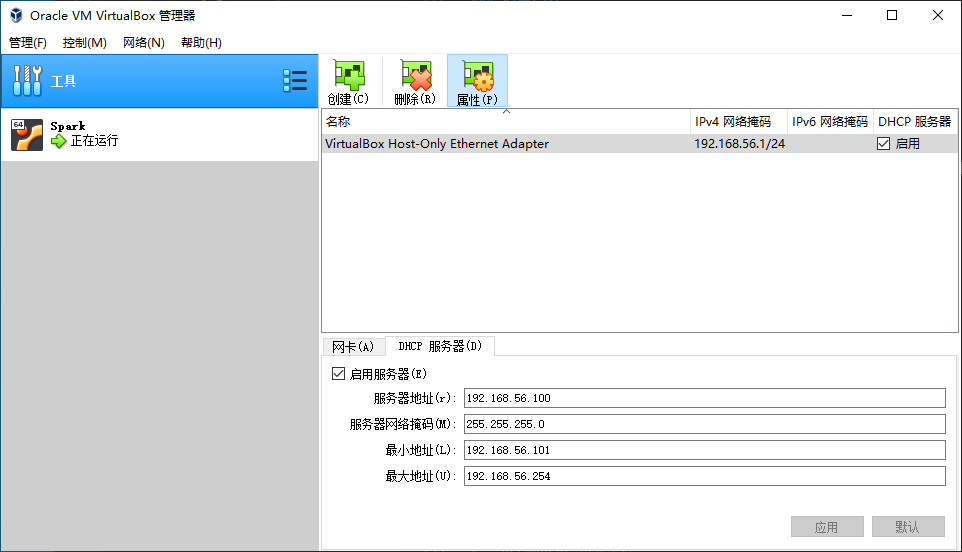 Oracle VM VirtualBox 管理器
管理(F) 控制(M) 网络(N) 帮助(H)
工具
创建(C) 删除(R) 属性(P)
64
Spark
正在运行
名称 IPv4 网络掩码 IPv6 网络掩码 DHCP 服务器
VirtualBox Host-Only Ethernet Adapter 192.168.56.1/24 启用
网卡(A) DHCP 服务器(D)
启用服务器(E)
服务器地址(r): 192.168.56.100
服务器网络掩码(M): 255.255.255.0
最小地址(L): 192.168.56.101
最大地址(U): 192.168.56.254
应用 默认